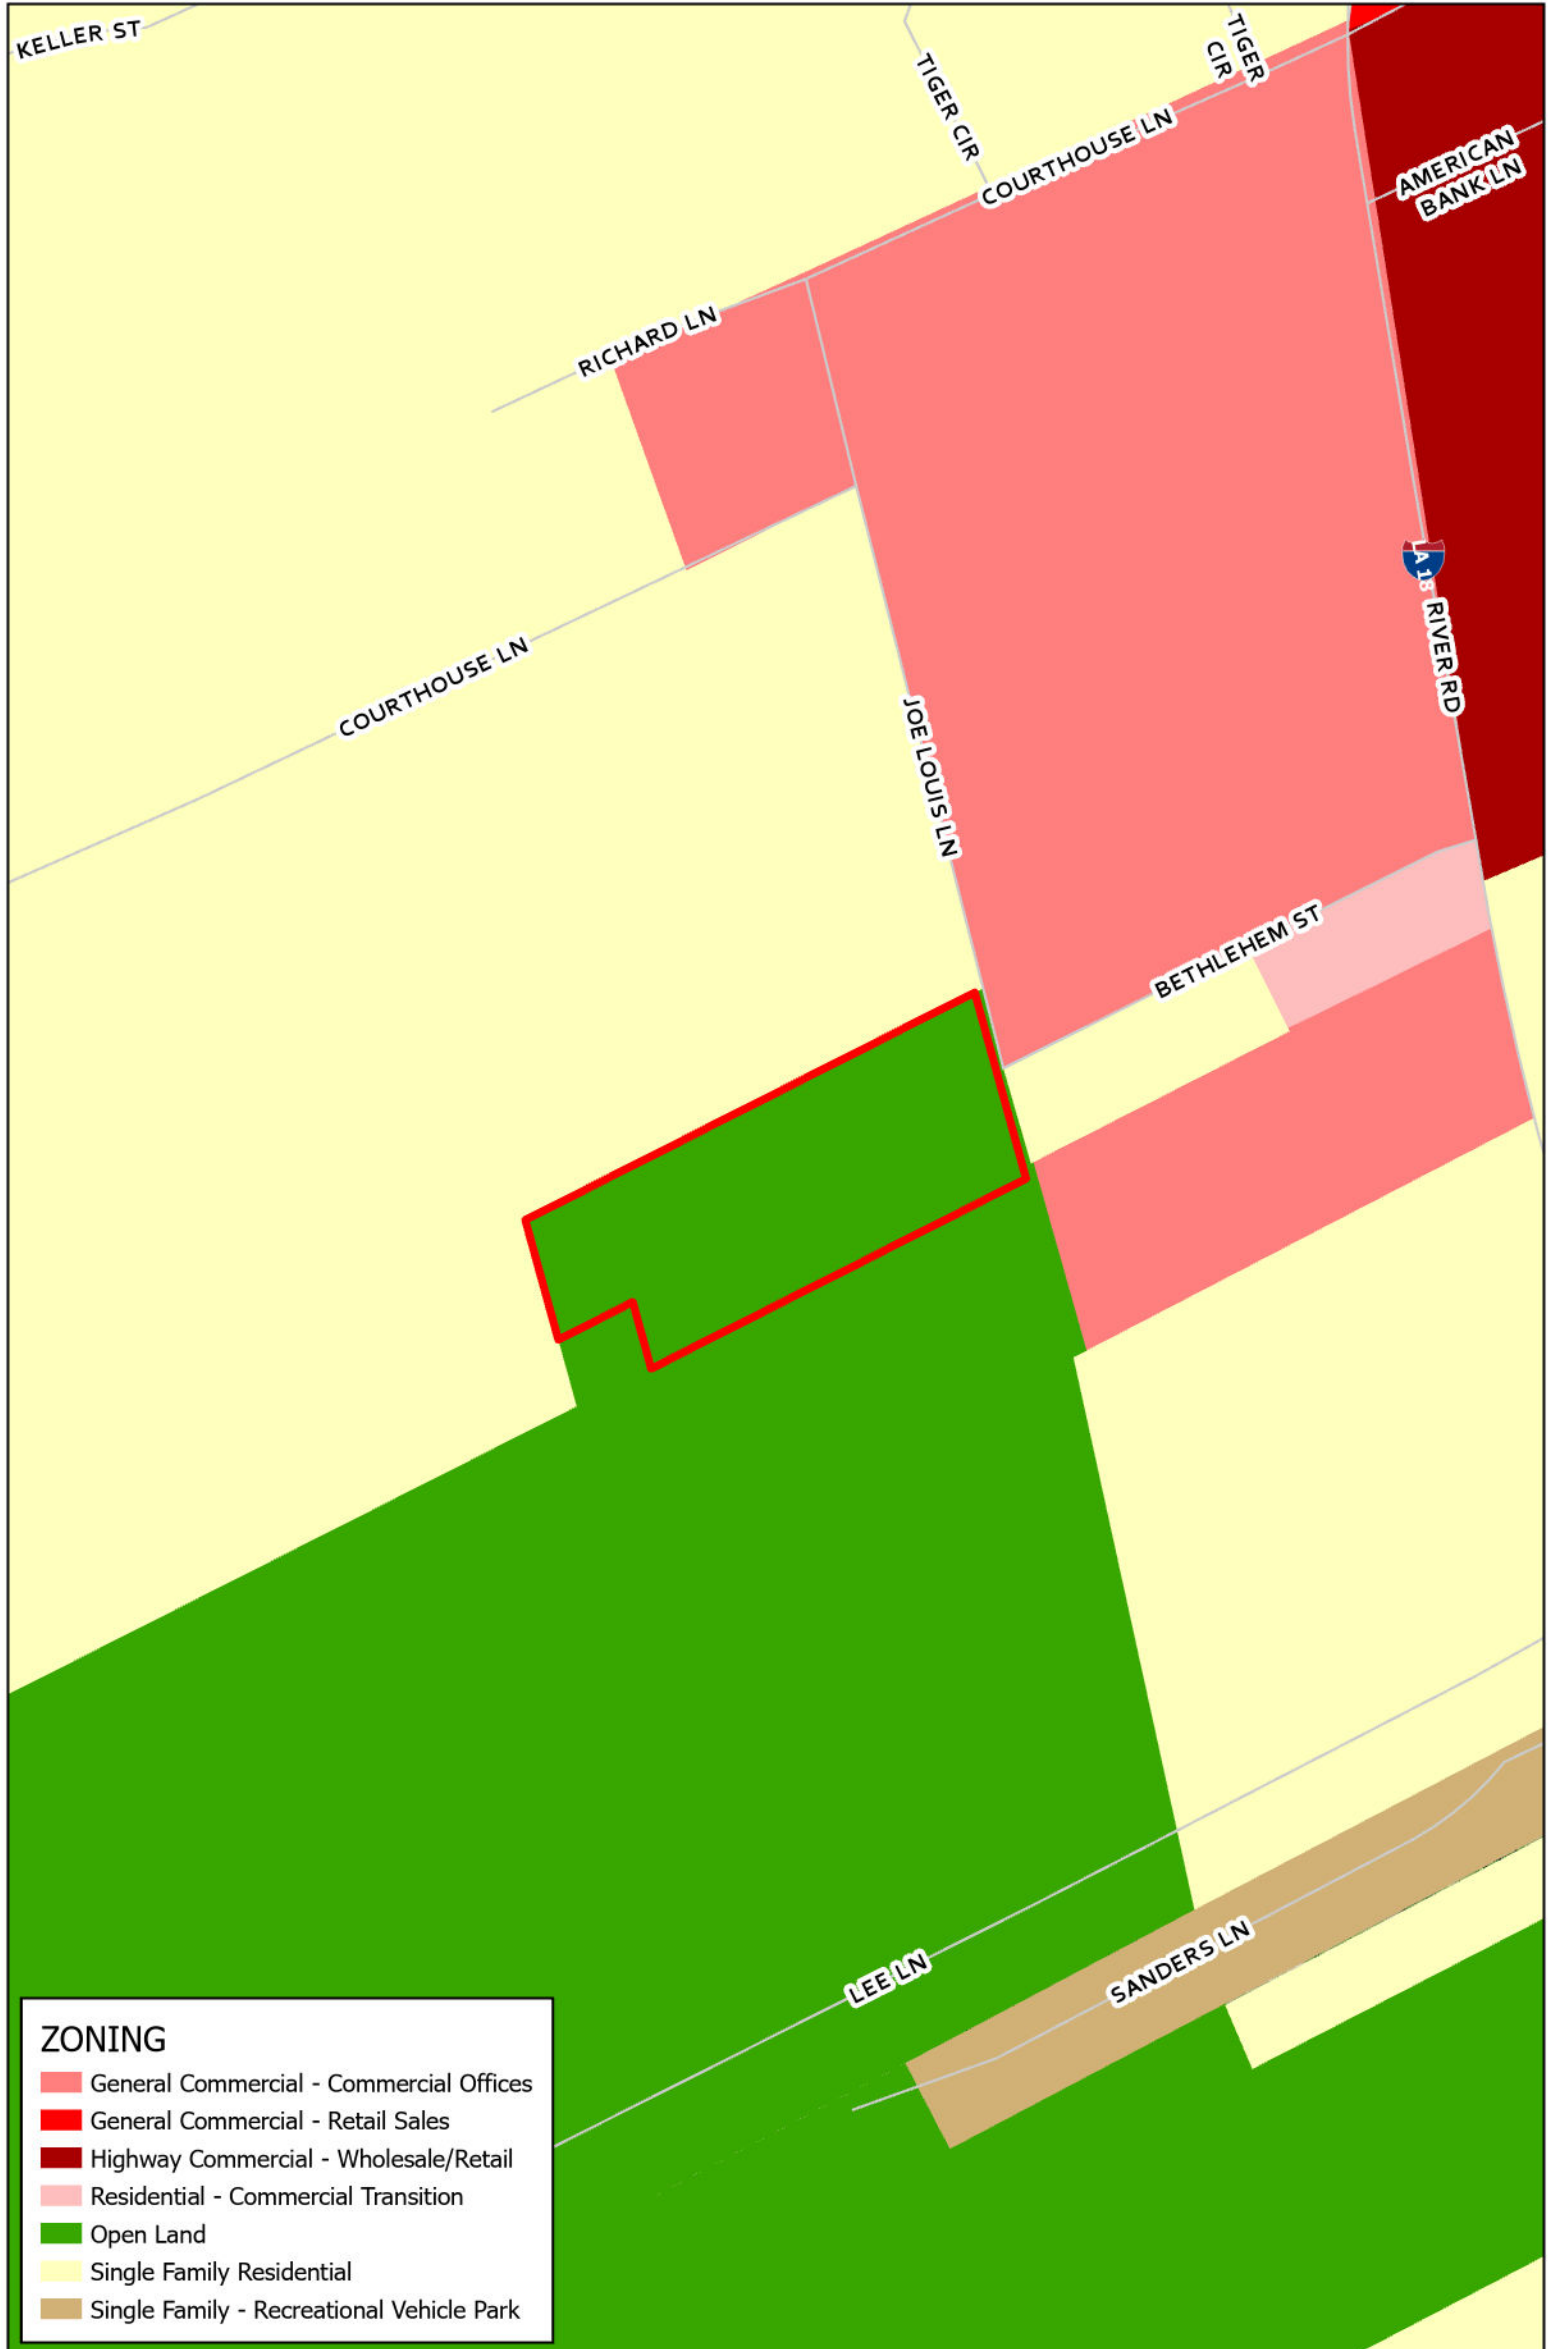 KELLER ST
TIGER CIR
TIGER
CIR
COURTHOUSE LN
AMERICAN
BANK LN
RICHARD LN
LA 18
RIVER RD
COURTHOUSE LN
JOE LOUIS LN
BETHLEHEM ST
LEE LN
SANDERS LN
ZONING
General Commercial - Commercial Offices
General Commercial - Retail Sales
Highway Commercial - Wholesale/Retail
Residential - Commercial Transition
Open Land
Single Family Residential
Single Family - Recreational Vehicle Park